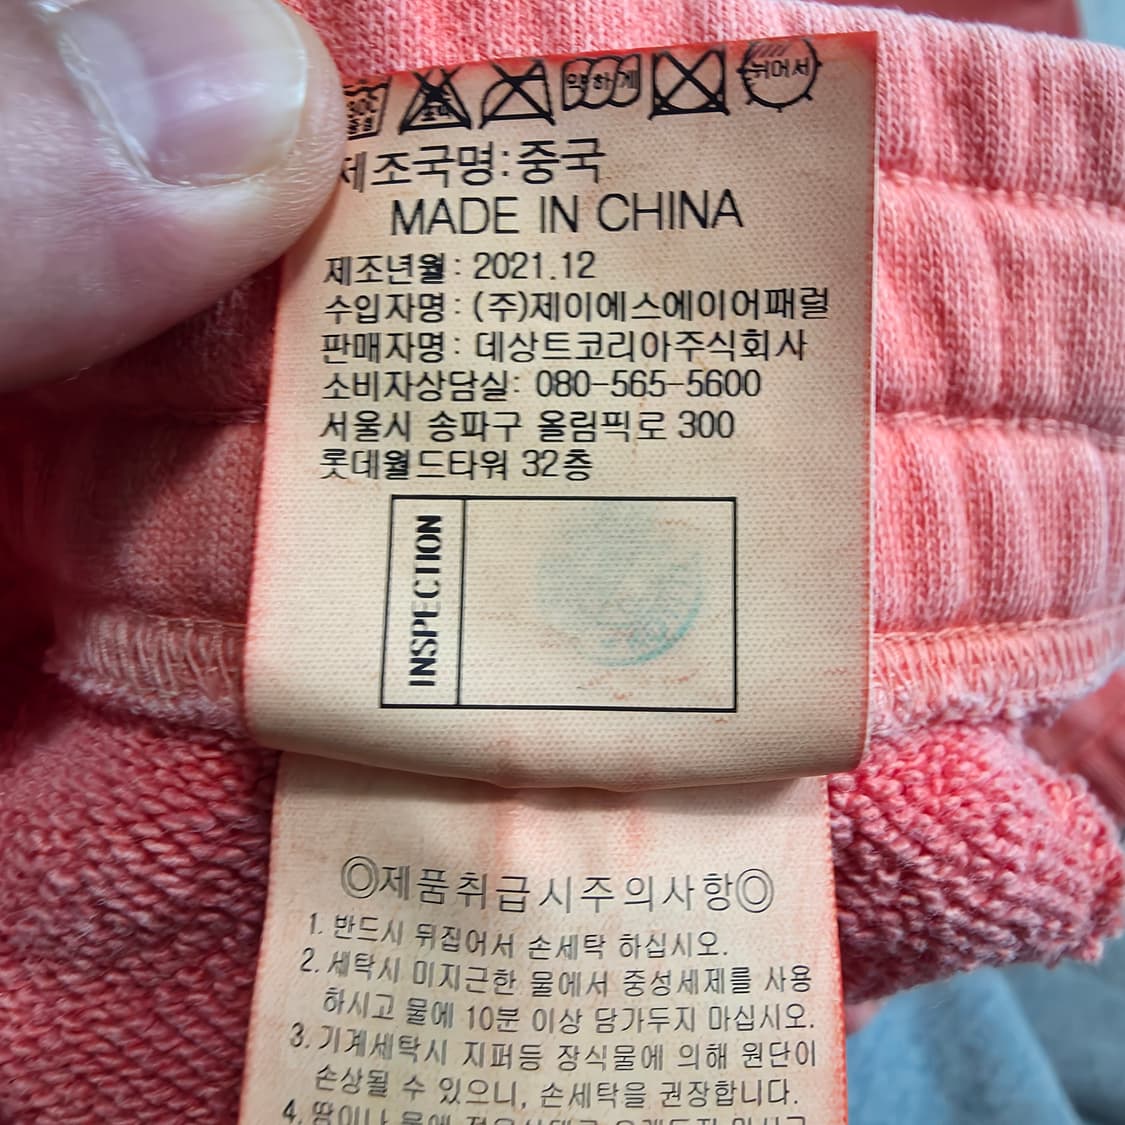 약하게
뉘어서
제조국명:중국
MADE IN CHINA
제조년월: 2021.12
수입자명: (주)제이에스에이어패럴
판매자명: 데상트코리아주식회사
소비자상담실: 080-565-5600
서울시 송파구 올림픽로 300
롯데월드타워 32층
INSPECTION
◎제품취급시주의사항◎
1. 반드시 뒤집어서 손세탁 하십시오.
2. 세탁시 미지근한 물에서 중성세제를 사용
하시고 물에 10분 이상 담가두지 마십시오.
3. 기계세탁시 지퍼등 장식물에 의해 원단이
손상될 수 있으니, 손세탁을 권장합니다.
4. 땀이나 물에